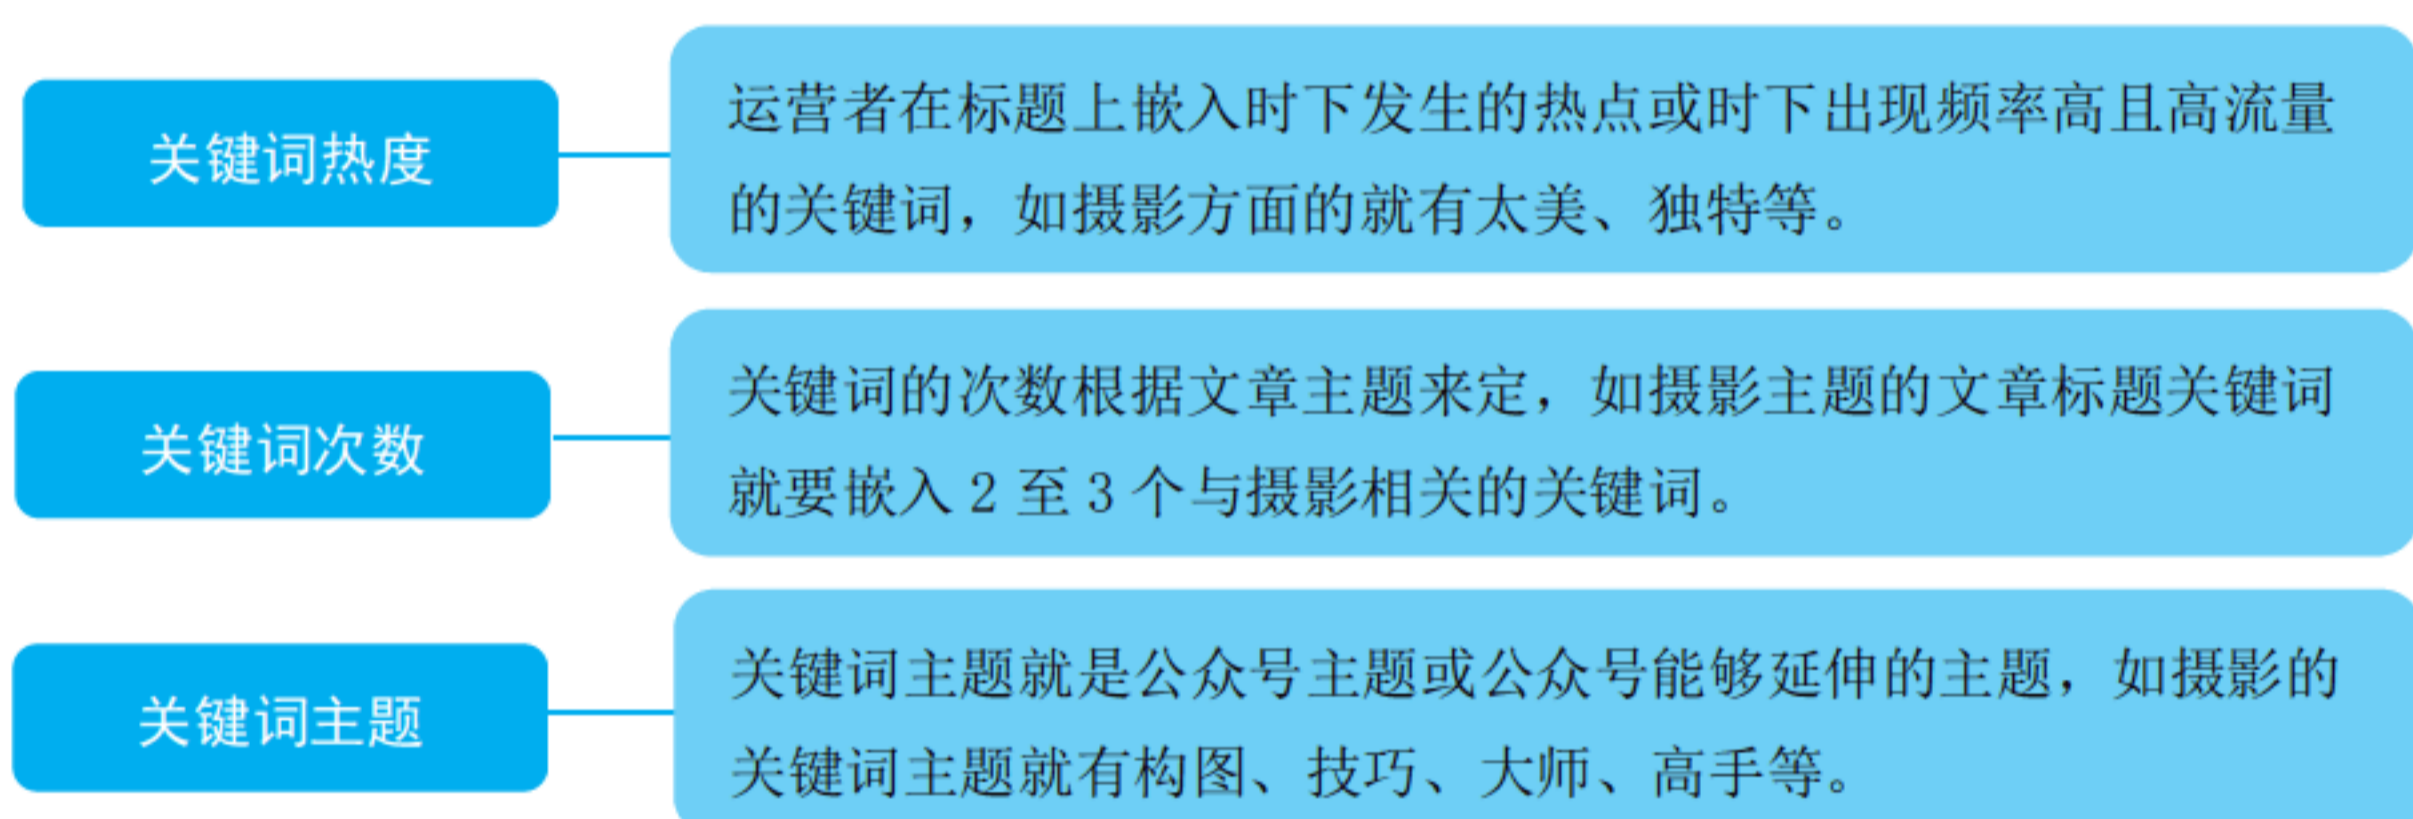 关键词热度
运营者在标题上嵌入时下发生的热点或时下出现频率高且高流量
的关键词，如摄影方面的就有太美、独特等。
关键词次数
关键词的次数根据文章主题来定，如摄影主题的文章标题关键词
就要嵌入 2 至 3 个与摄影相关的关键词。
关键词主题
关键词主题就是公众号主题或公众号能够延伸的主题，如摄影的
关键词主题就有构图、技巧、大师、高手等。